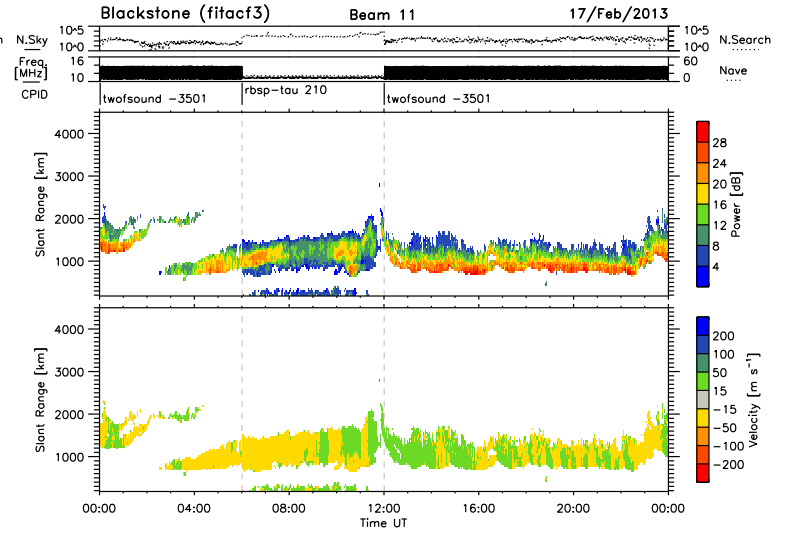 Blackstone (fitacf3) Beam 11 17/Feb/2013
n N.Sky 10^5 10^5 N.Search
10^0 10^0
Freq. 16 60
[MHz] 10 0 Nave
CPID twofsound -3501 rbsp-tau 210 twofsound -3501
4000
3000
2000
1000
Slant Range [km]
28
24
20
16
12
8
4
Power [dB]
4000
3000
2000
1000
Slant Range [km]
200
100
50
15
-15
-50
-100
-200
Velocity [m s⁻¹]
00:00 04:00 08:00 12:00 16:00 20:00 00:00
Time UT